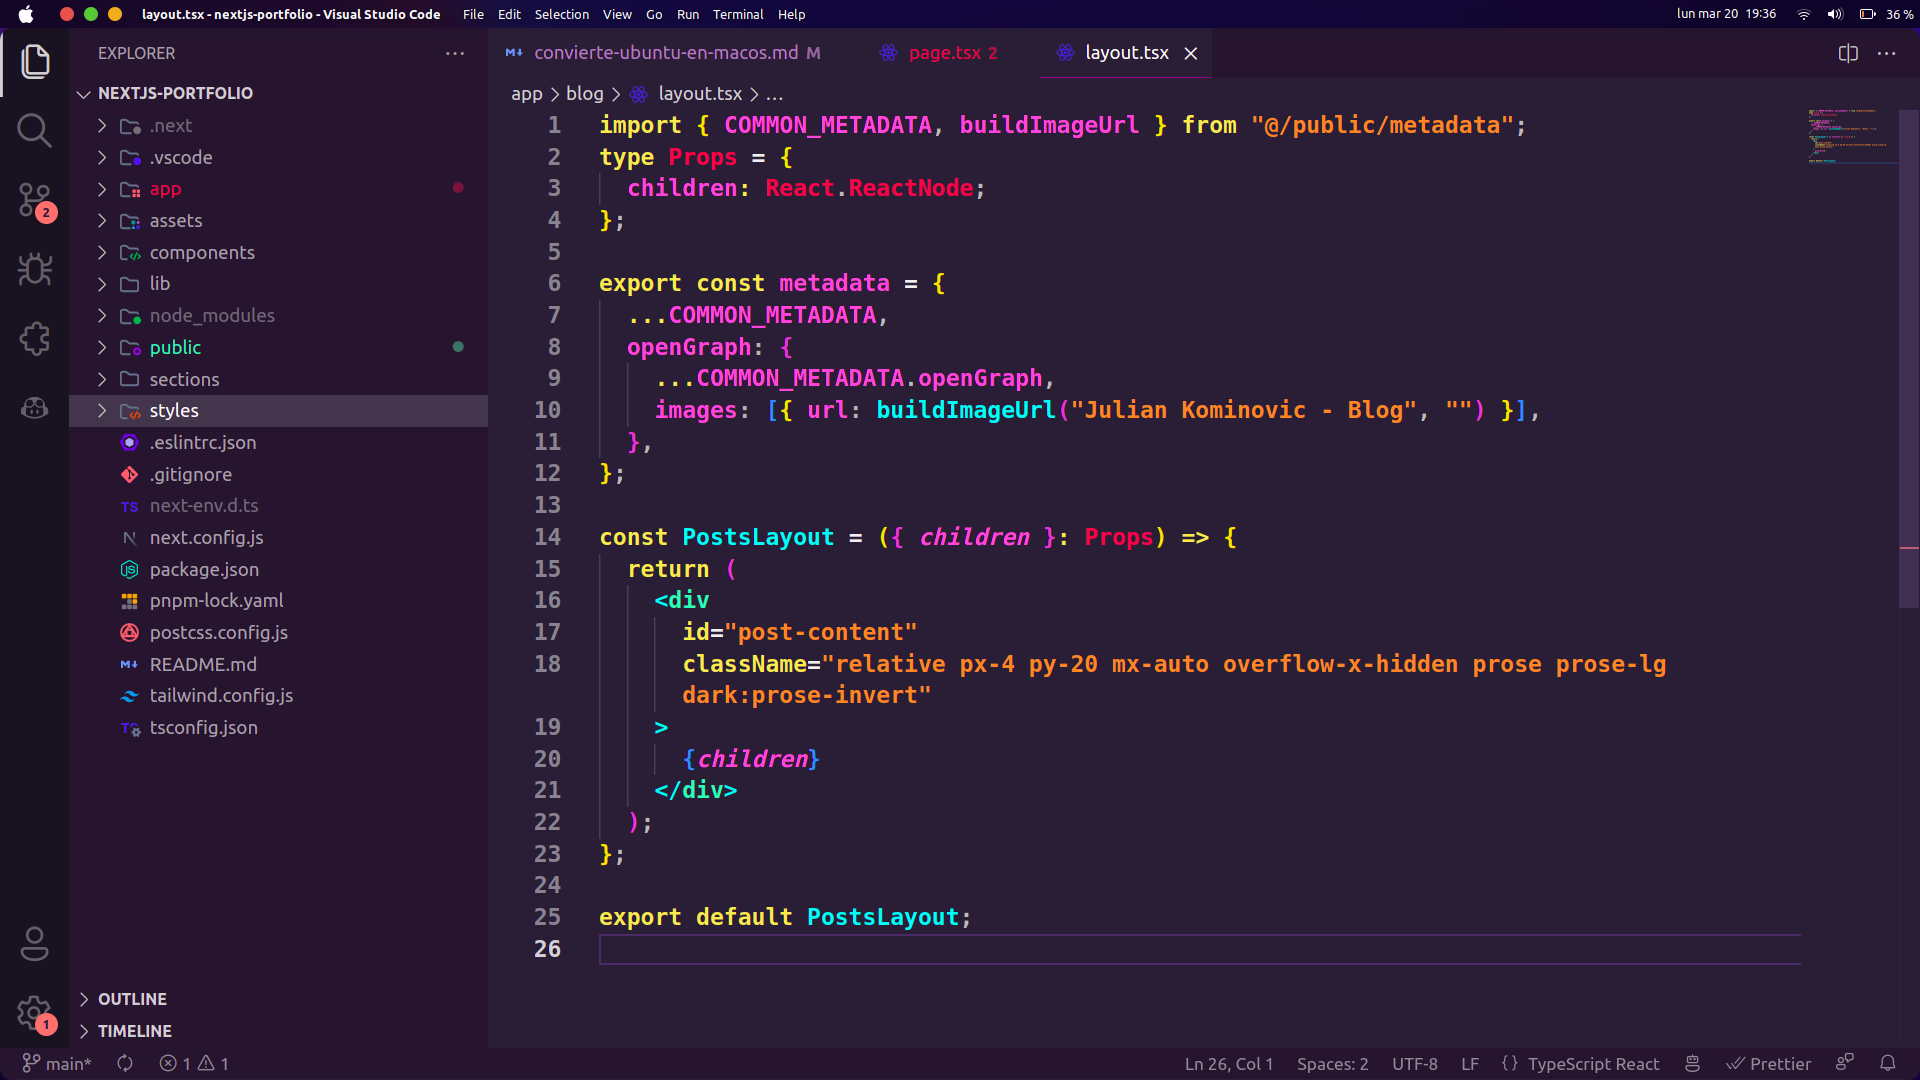 layout.tsx - nextjs-portfolio - Visual Studio Code File Edit Selection View Go Run Terminal Help lun mar 20 19:36 36 %
EXPLORER
NEXTJS-PORTFOLIO
.next
.vscode
app
assets
components
lib
node_modules
public
sections
styles
.eslintrc.json
.gitignore
TS next-env.d.ts
next.config.js
package.json
pnpm-lock.yaml
postcss.config.js
README.md
tailwind.config.js
TS tsconfig.json
OUTLINE
TIMELINE
2
1
convierte-ubuntu-en-macos.md M page.tsx 2 layout.tsx
app > blog > layout.tsx > ...
1 import { COMMON_METADATA, buildImageUrl } from "@/public/metadata";
2 type Props = {
3 children: React.ReactNode;
4 };
5
6 export const metadata = {
7 ...COMMON_METADATA,
8 openGraph: {
9 ...COMMON_METADATA.openGraph,
10 images: [{ url: buildImageUrl("Julian Kominovic - Blog", "") }],
11 },
12 };
13
14 const PostsLayout = ({ children }: Props) => {
15 return (
16 <div
17 id="post-content"
18 className="relative px-4 py-20 mx-auto overflow-x-hidden prose prose-lg
dark:prose-invert"
19 >
20 {children}
21 </div>
22 );
23 };
24
25 export default PostsLayout;
26
main* 1 1 Ln 26, Col 1 Spaces: 2 UTF-8 LF {} TypeScript React Prettier